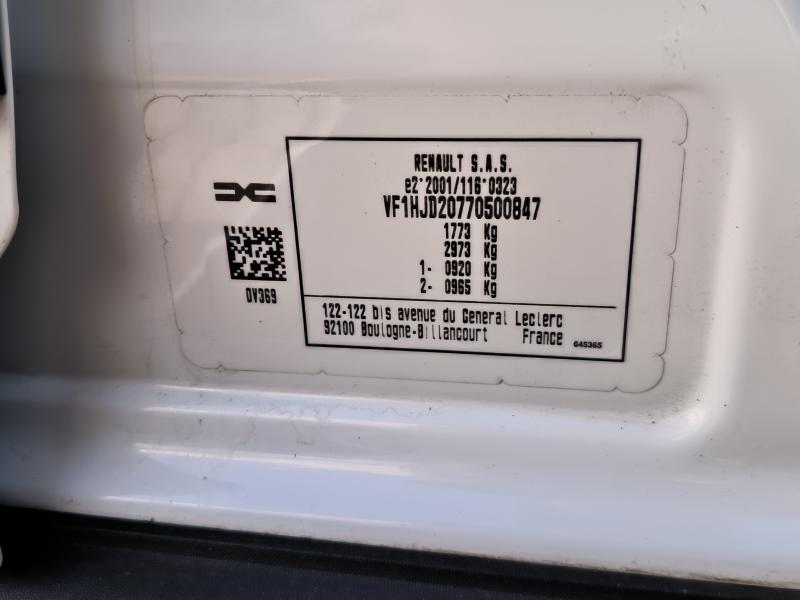 RENAULT S.A.S.
e2*2001/116*0323
VF1HJD20770500847
1773 Kg
2973 Kg
1- 0920 Kg
2- 0965 Kg
DV369
122-122 bis avenue du General Leclerc
92100 Boulogne-Billancourt France
645365